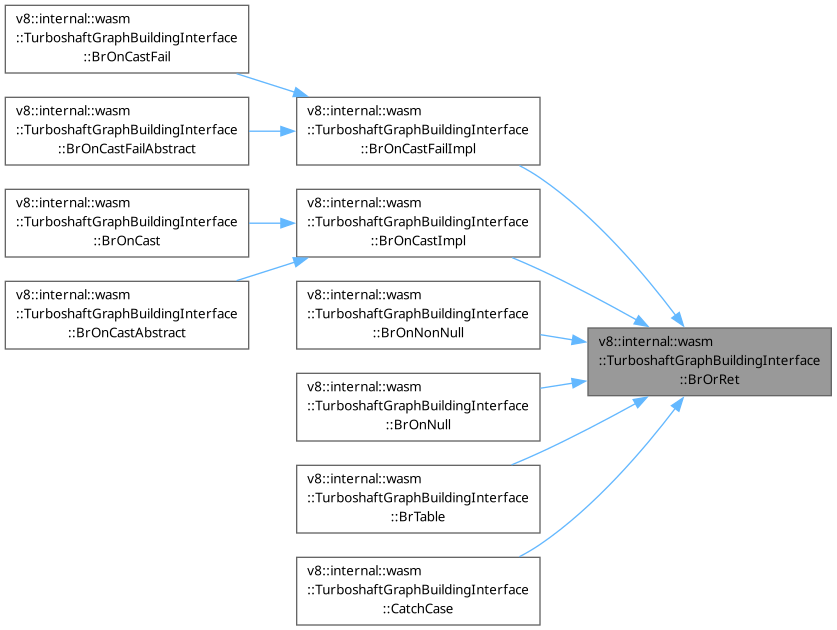 v8::internal::wasm
::TurboshaftGraphBuildingInterface
::BrOnCastFail
v8::internal::wasm
::TurboshaftGraphBuildingInterface
::BrOnCastFailAbstract
v8::internal::wasm
::TurboshaftGraphBuildingInterface
::BrOnCast
v8::internal::wasm
::TurboshaftGraphBuildingInterface
::BrOnCastAbstract
v8::internal::wasm
::TurboshaftGraphBuildingInterface
::BrOnCastFailImpl
v8::internal::wasm
::TurboshaftGraphBuildingInterface
::BrOnCastImpl
v8::internal::wasm
::TurboshaftGraphBuildingInterface
::BrOnNonNull
v8::internal::wasm
::TurboshaftGraphBuildingInterface
::BrOnNull
v8::internal::wasm
::TurboshaftGraphBuildingInterface
::BrTable
v8::internal::wasm
::TurboshaftGraphBuildingInterface
::CatchCase
v8::internal::wasm
::TurboshaftGraphBuildingInterface
::BrOrRet